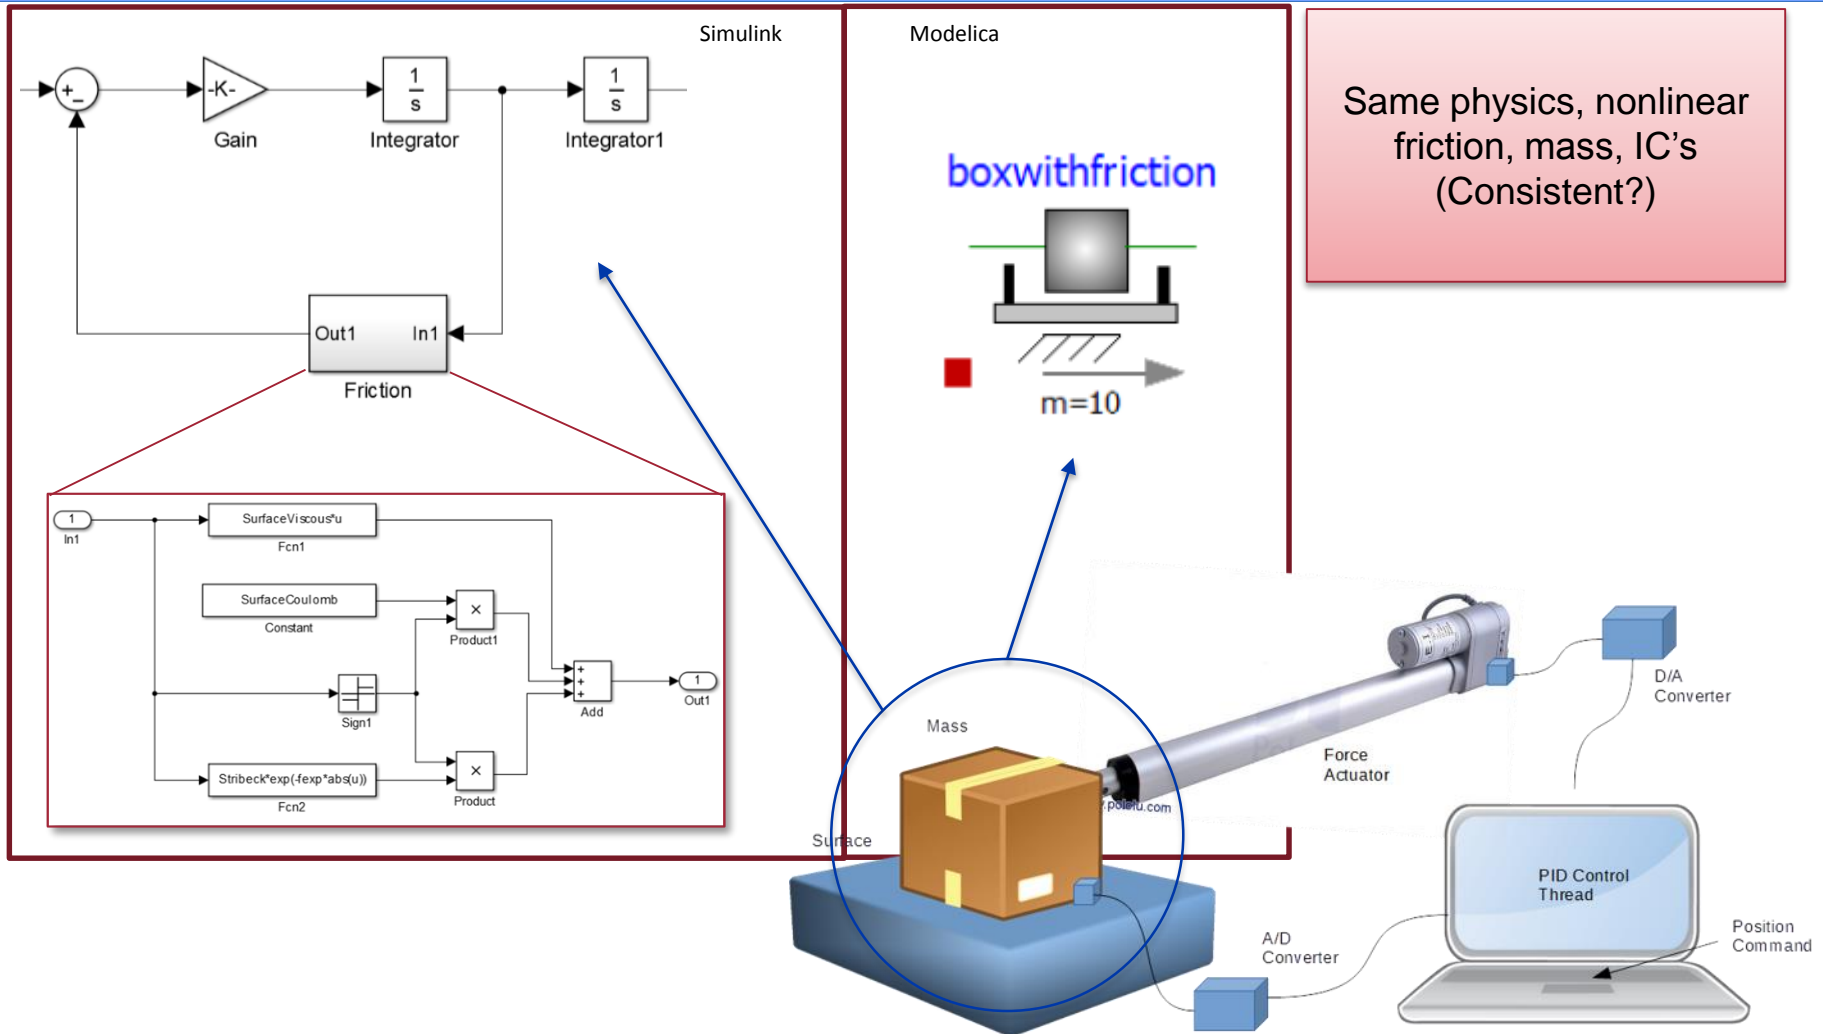 Simulink
Modelica
Same physics, nonlinear
friction, mass, IC's
(Consistent?)
+
−
-K-
1
s
1
s
Gain
Integrator
Integrator1
boxwithfriction
m=10
Out1
In1
Friction
1
In1
SurfaceViscous*u
Fcn1
SurfaceCoulomb
Constant
×
Product1
Sign1
+
+
+
Add
1
Out1
Stribeck*exp(-fexp*abs(u))
Fcn2
×
Product
Mass
Surface
Force
Actuator
D/A
Converter
PID Control
Thread
A/D
Converter
Position
Command